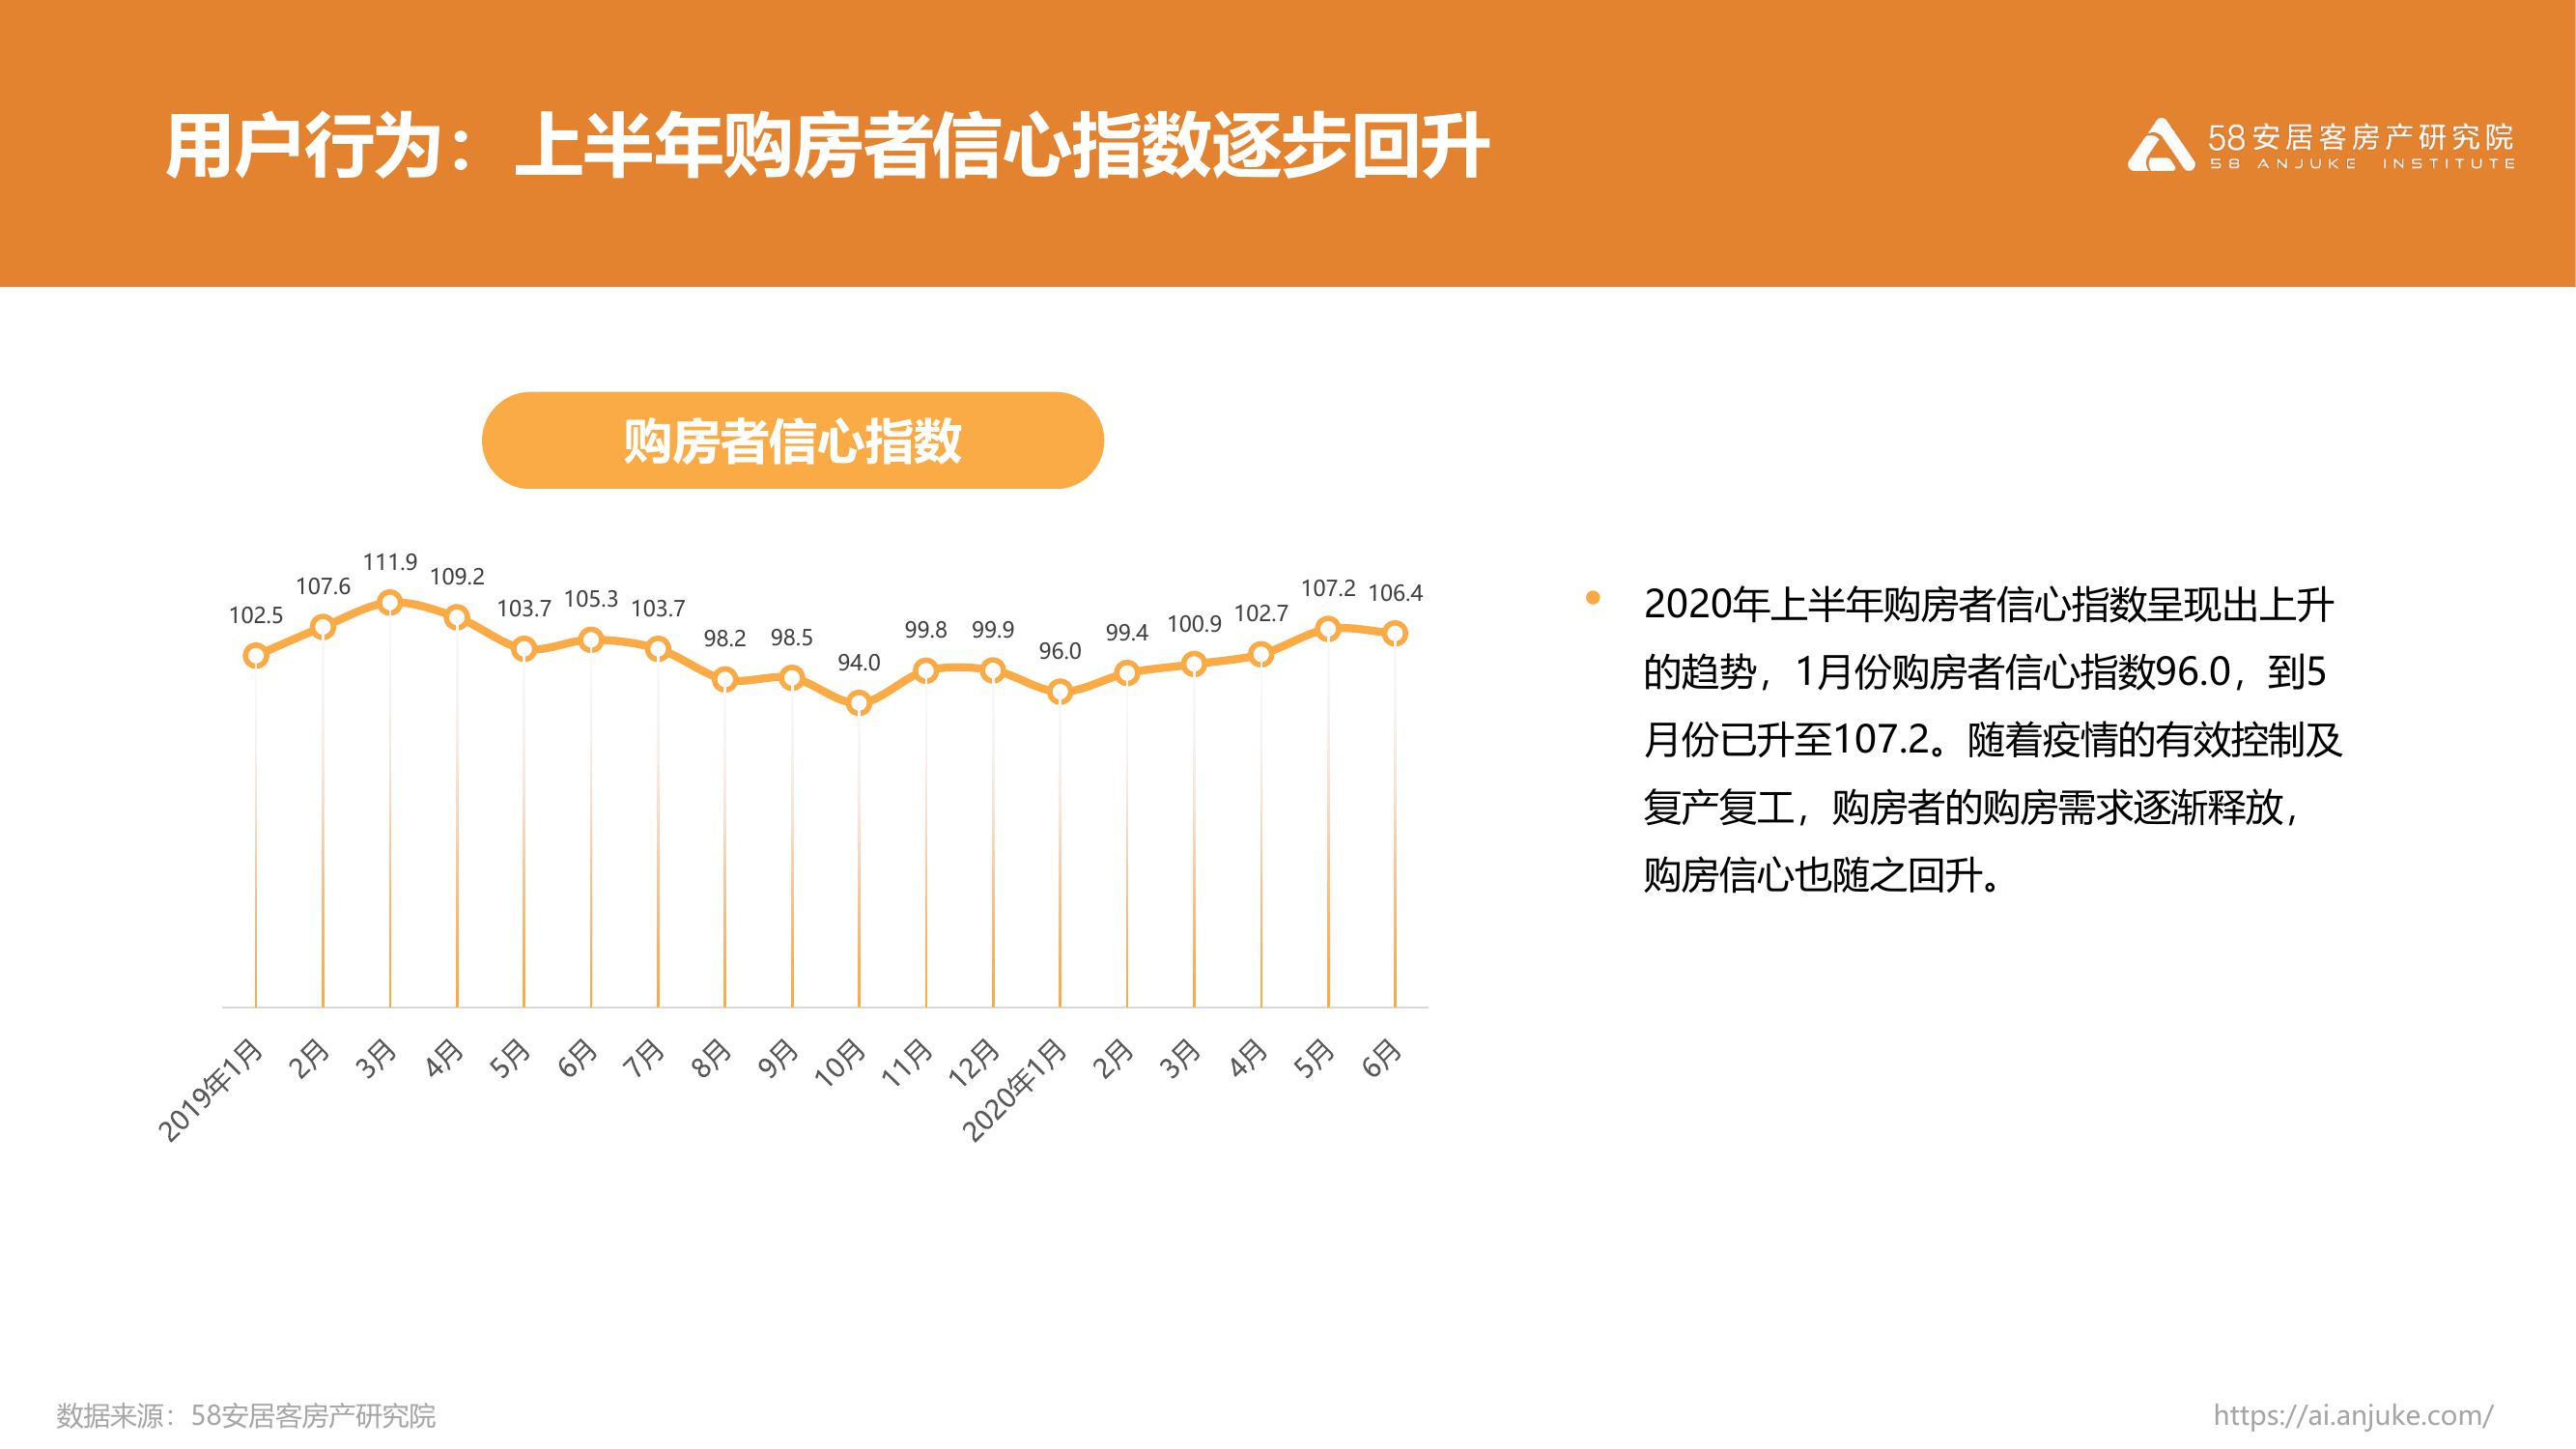 用户行为：上半年购房者信心指数逐步回升
58安居客房产研究院
58 ANJUKE INSTITUTE
购房者信心指数
102.5
107.6
111.9
109.2
103.7
105.3
103.7
98.2
98.5
94.0
99.8
99.9
96.0
99.4
100.9
102.7
107.2
106.4
2019年1月
2月
3月
4月
5月
6月
7月
8月
9月
10月
11月
12月
2020年1月
2月
3月
4月
5月
6月
• 2020年上半年购房者信心指数呈现出上升
的趋势，1月份购房者信心指数96.0，到5
月份已升至107.2。随着疫情的有效控制及
复产复工，购房者的购房需求逐渐释放，
购房信心也随之回升。
数据来源：58安居客房产研究院
https://ai.anjuke.com/